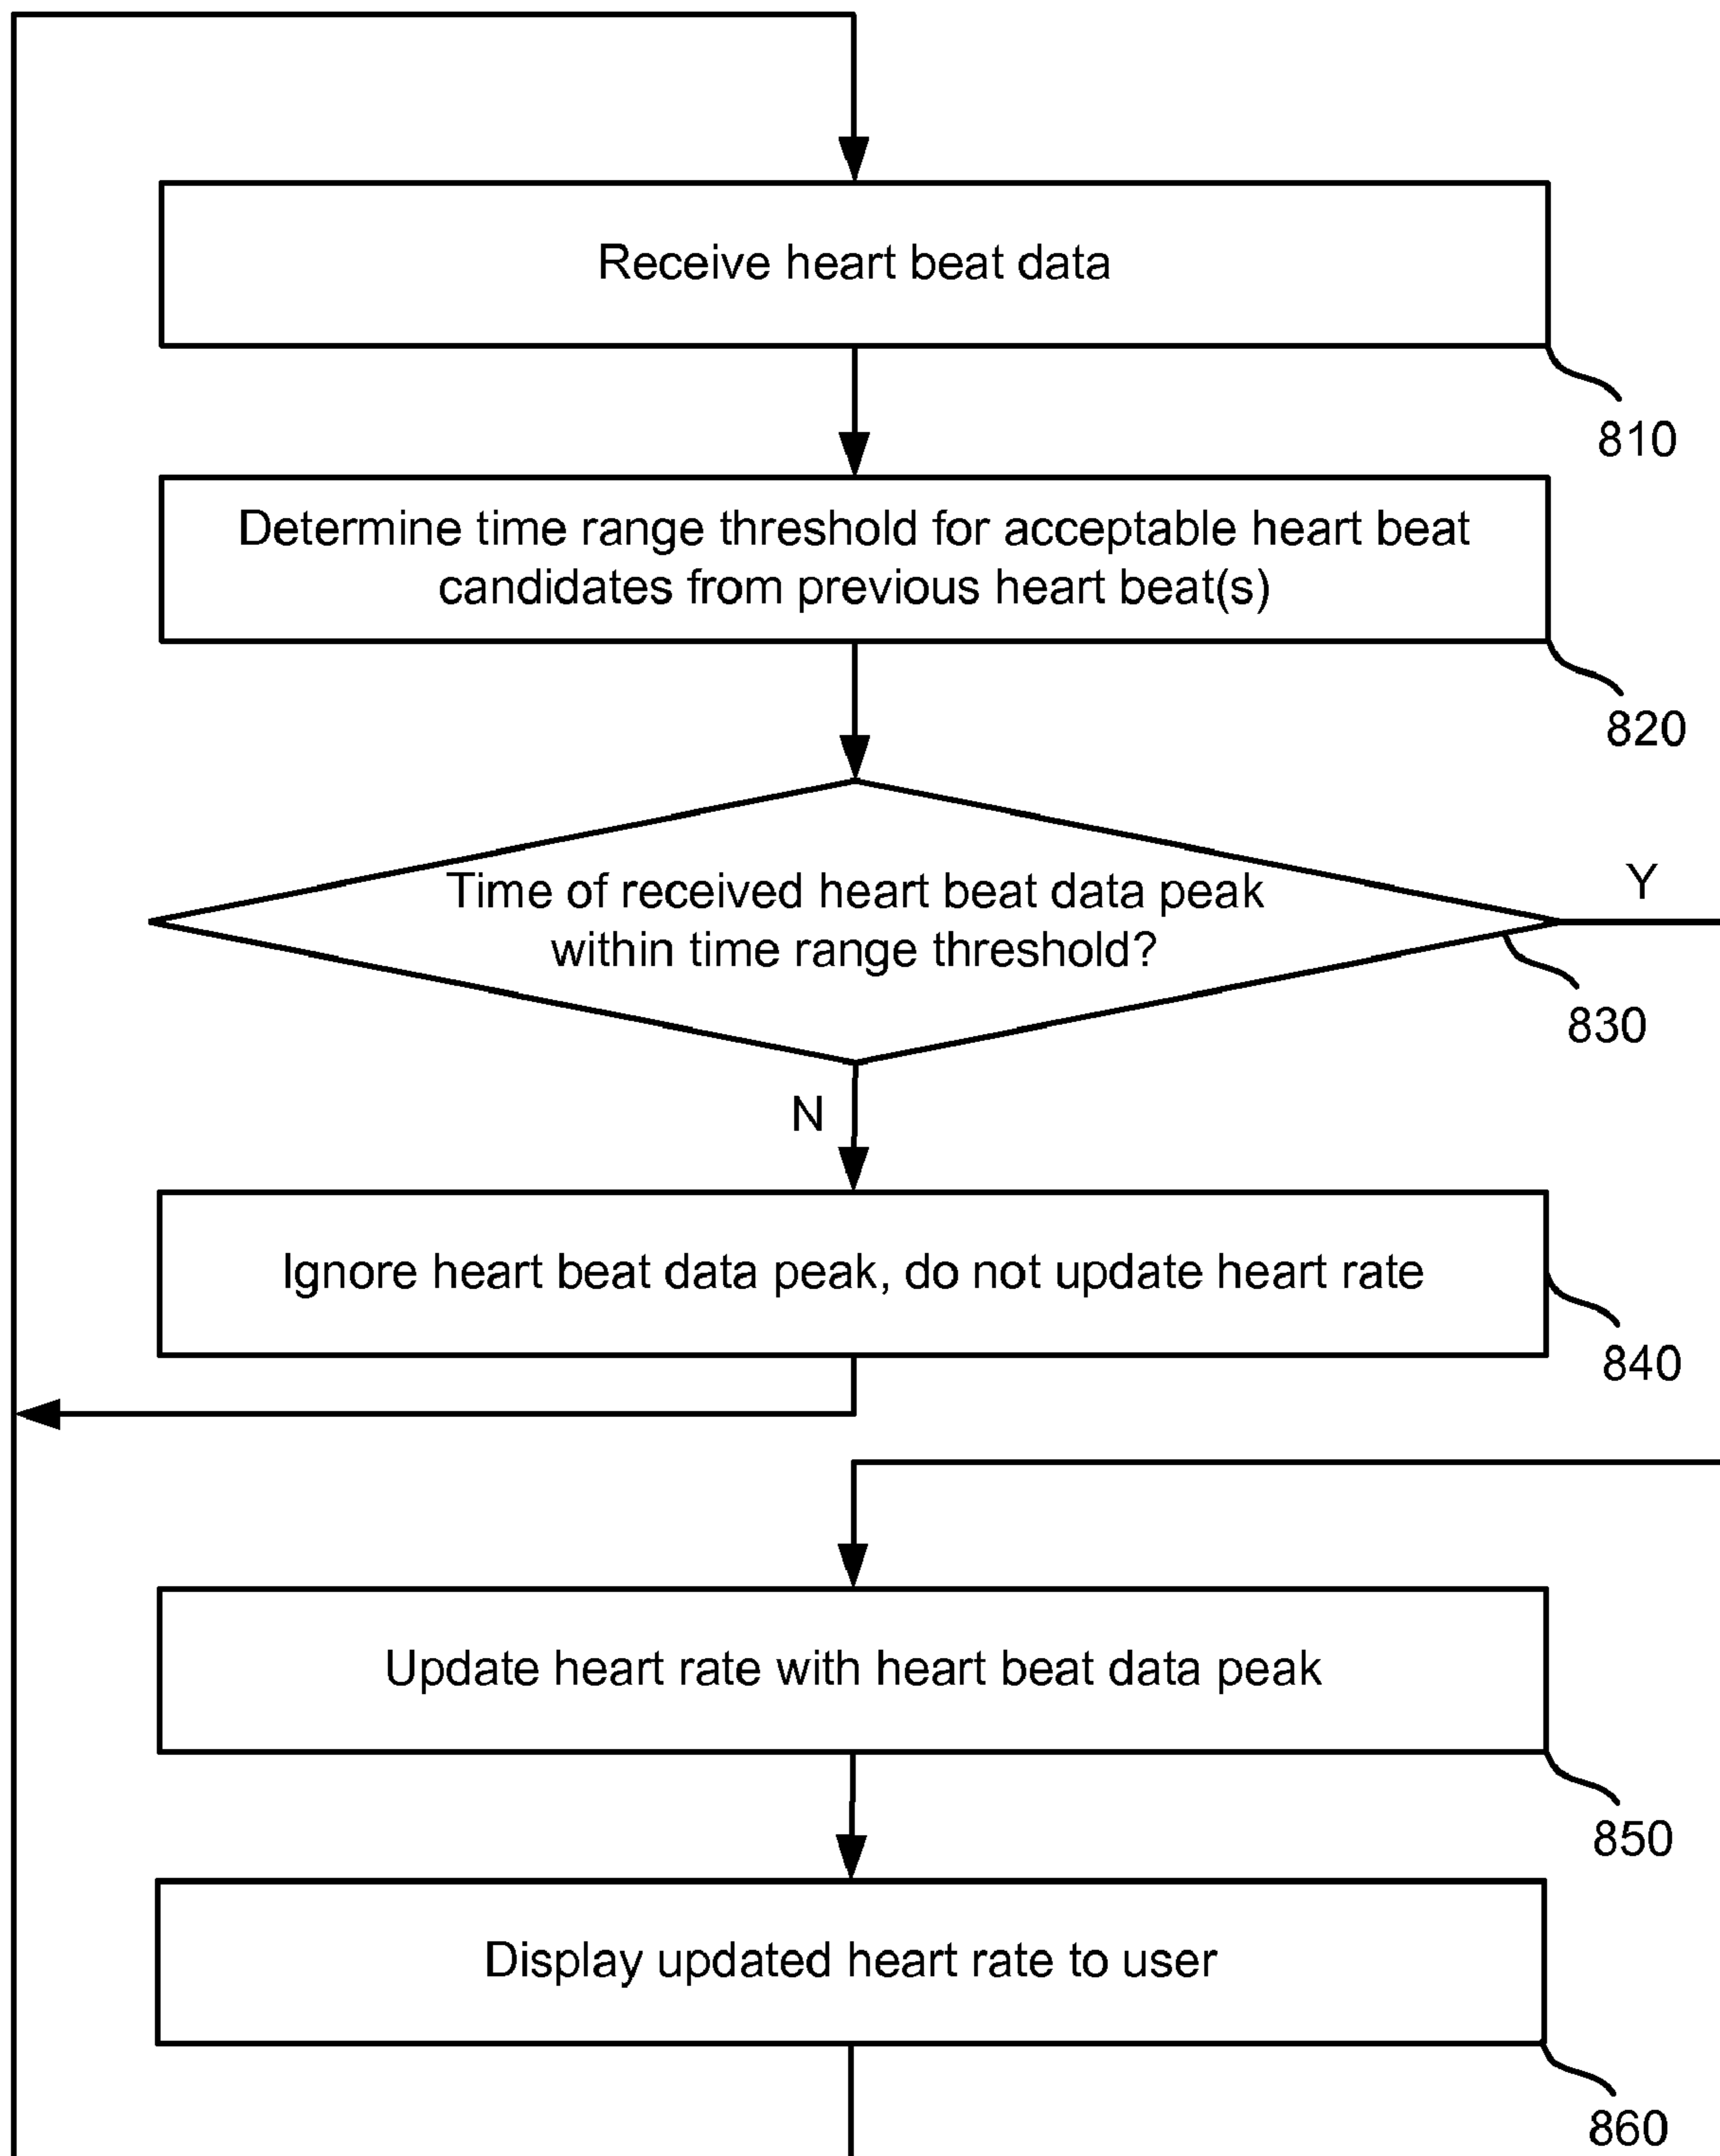 Receive heart beat data
810
Determine time range threshold for acceptable heart beat
candidates from previous heart beat(s)
820
Time of received heart beat data peak
within time range threshold?
Y
830
N
Ignore heart beat data peak, do not update heart rate
840
Update heart rate with heart beat data peak
850
Display updated heart rate to user
860